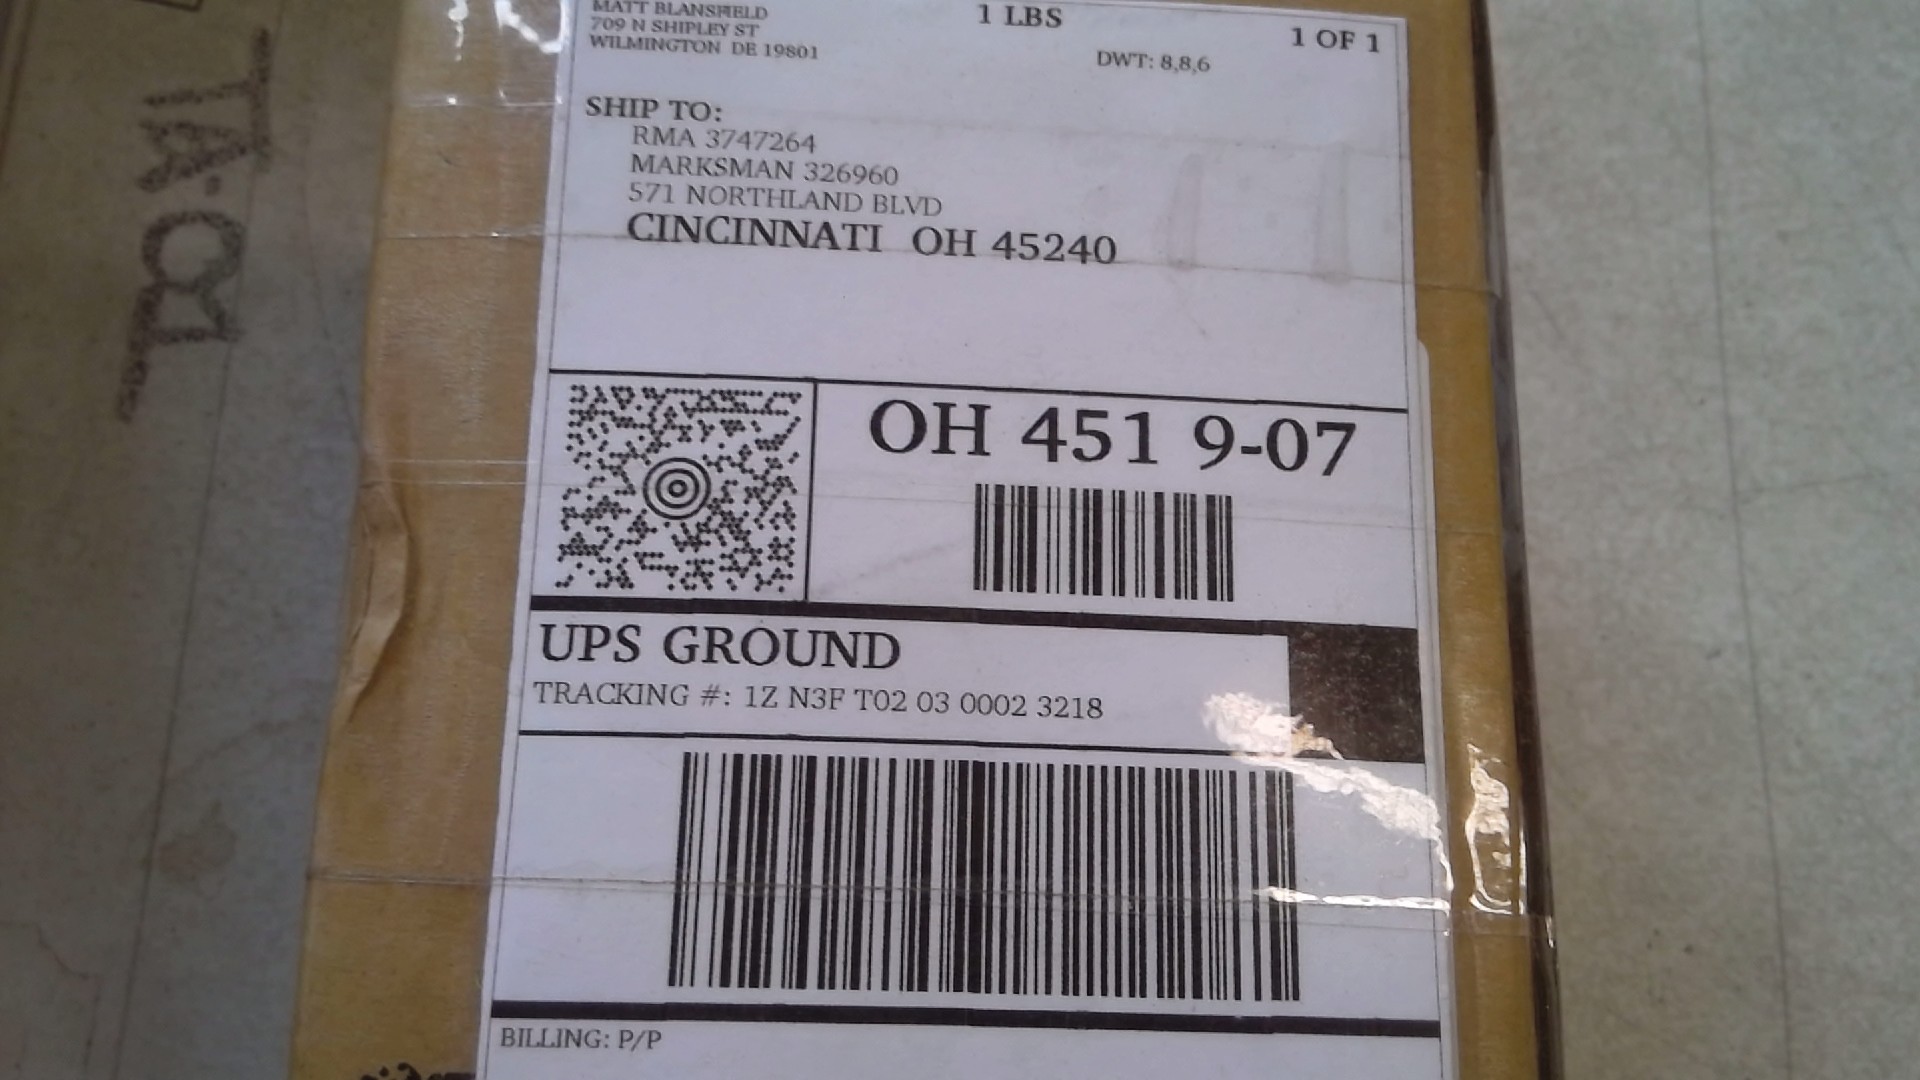 MATT BLANSFIELD
1 LBS
1 OF 1
709 N SHIPLEY ST
WILMINGTON DE 19801
DWT: 8,8,6
SHIP TO:
RMA 3747264
MARKSMAN 326960
571 NORTHLAND BLVD
CINCINNATI OH 45240
OH 451 9-07
UPS GROUND
TRACKING #: 1Z N3F T02 03 0002 3218
BILLING: P/P